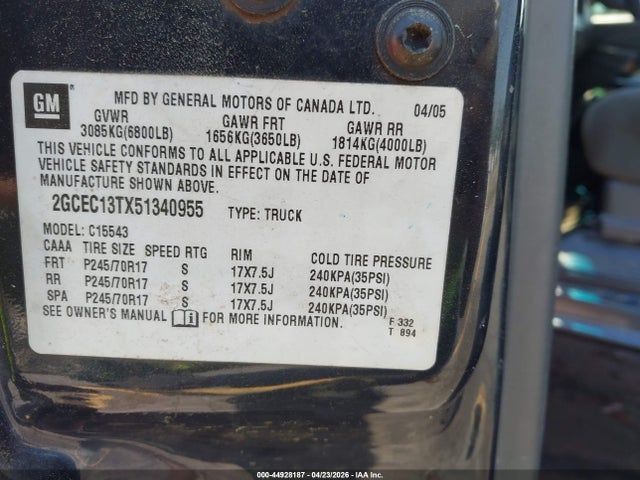 GM
MFD BY GENERAL MOTORS OF CANADA LTD. 04/05
GVWR GAWR FRT GAWR RR
3085KG(6800LB) 1656KG(3650LB) 1814KG(4000LB)
THIS VEHICLE CONFORMS TO ALL APPLICABLE U.S. FEDERAL MOTOR
VEHICLE SAFETY STANDARDS IN EFFECT ON THE DATE OF
MANUFACTURE SHOWN ABOVE.
2GCEC13TX51340955 TYPE: TRUCK
MODEL: C15543
CAAA TIRE SIZE SPEED RTG RIM COLD TIRE PRESSURE
FRT P245/70R17 S 17X7.5J 240KPA(35PSI)
RR P245/70R17 S 17X7.5J 240KPA(35PSI)
SPA P245/70R17 S 17X7.5J 240KPA(35PSI)
SEE OWNER'S MANUAL FOR MORE INFORMATION. F 332
T 894
000-44928187 - 04/23/2026 - IAA Inc.